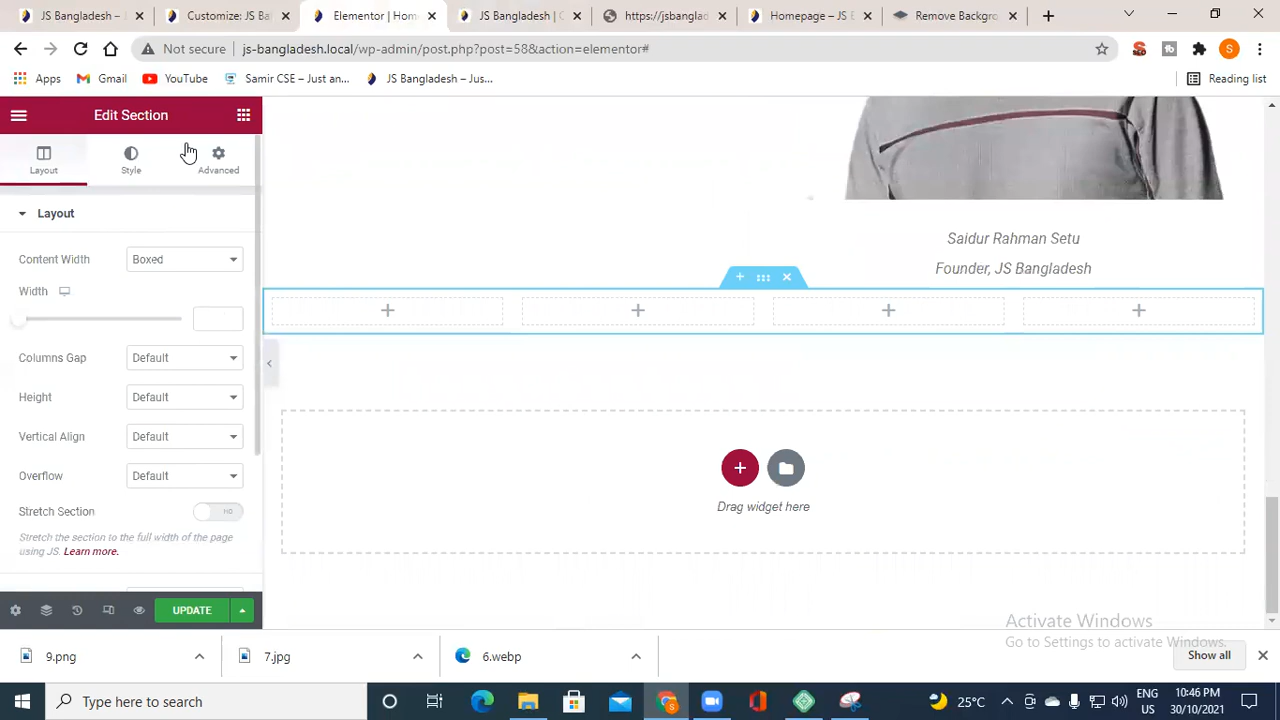 JS Bangladesh –
Customize: JS Ba
Elementor | Hom
JS Bangladesh | C
https://jsbanglad
Homepage – JS E
Remove Backgro
Not secure
js-bangladesh.local/wp-admin/post.php?post=58&action=elementor#
S
Apps
Gmail
YouTube
Samir CSE – Just an...
JS Bangladesh – Jus...
Reading list
Edit Section
Layout
Style
Advanced
Layout
Content Width
Boxed
Width
Columns Gap
Default
Height
Default
Vertical Align
Default
Overflow
Default
Stretch Section
NO
Stretch the section to the full width of the page
using JS. Learn more.
UPDATE
Saidur Rahman Setu
Founder, JS Bangladesh
Drag widget here
Activate Windows
Go to Settings to activate Windows.
9.png
7.jpg
6.webp
Show all
Type here to search
25°C
ENG
US
10:46 PM
30/10/2021